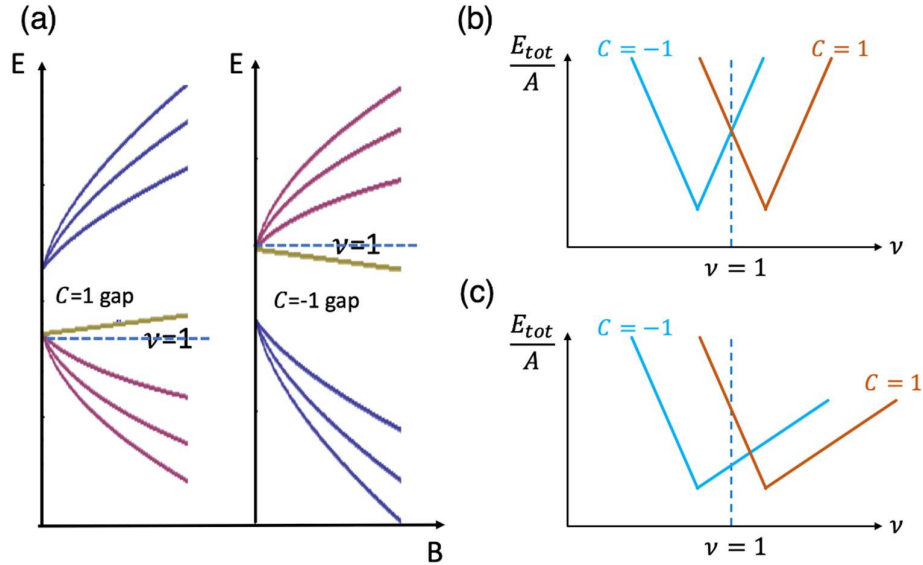 (a)
E
E
C=1 gap
ν=1
ν=1
C=-1 gap
B
(b)
E_tot
A
C = −1
C = 1
ν
ν = 1
(c)
E_tot
A
C = −1
C = 1
ν
ν = 1